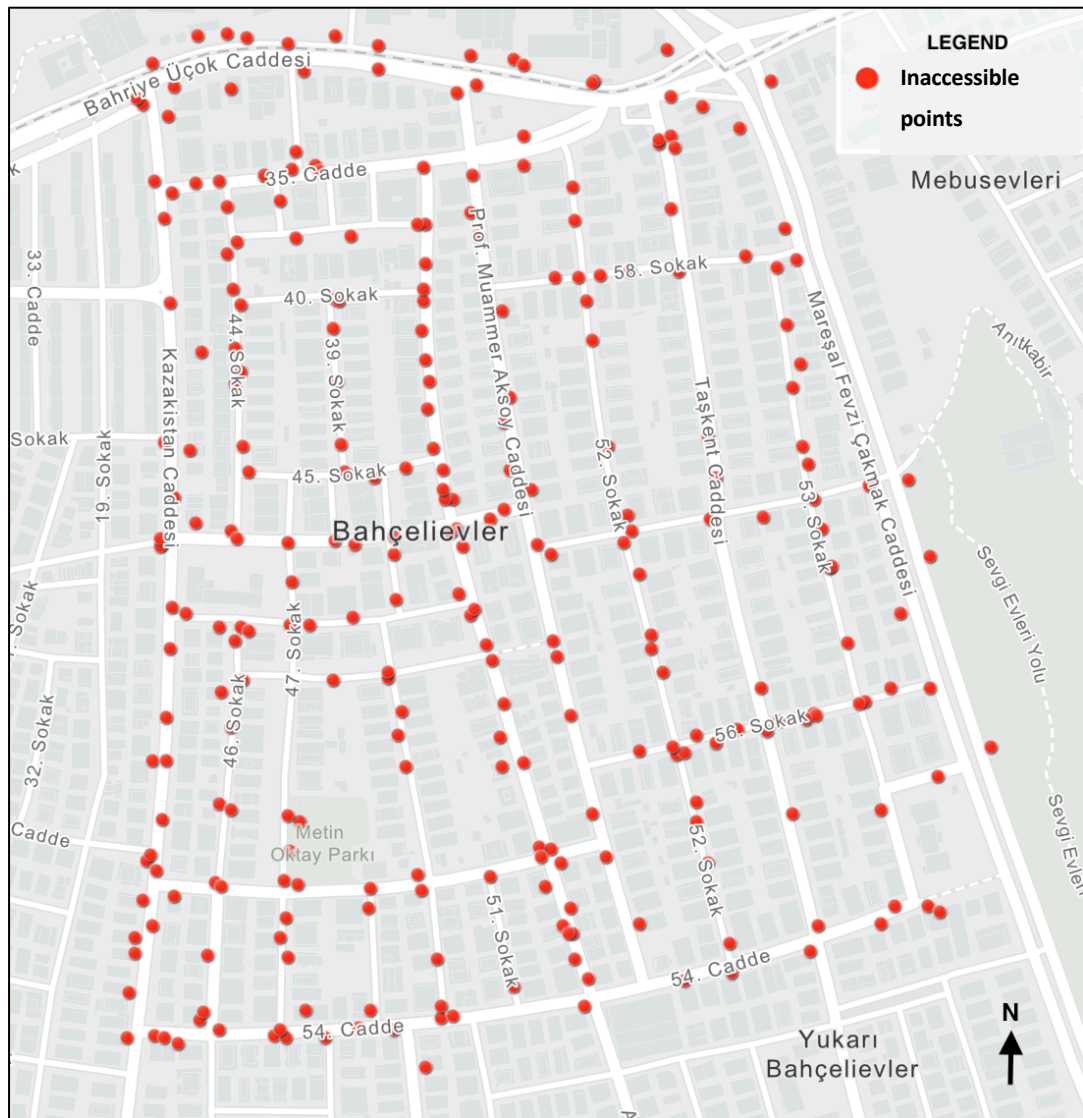 LEGEND
Inaccessible
points
Bahriye Üçok Caddesi
k
35. Cadde
Mebusevleri
33. Cadde
Prof. Muammer Aksoy Caddesi
58. Sokak
40. Sokak
44. Sokak
39. Sokak
Mareşal Fevzi Çakmak Caddesi
Anıtkabir
Kazakistan Caddesi
Taşkent Caddesi
Sokak
19. Sokak
45. Sokak
52. Sokak
53. Sokak
Bahçelievler
Sokak
47. Sokak
Sevgi Evleri Yolu
32. Sokak
46. Sokak
56. Sokak
Cadde
Metin
Oktay Parkı
52. Sokak
Sevgi Evleri
51. Sokak
54. Cadde
54. Cadde
N
Yukarı
Bahçelievler
A